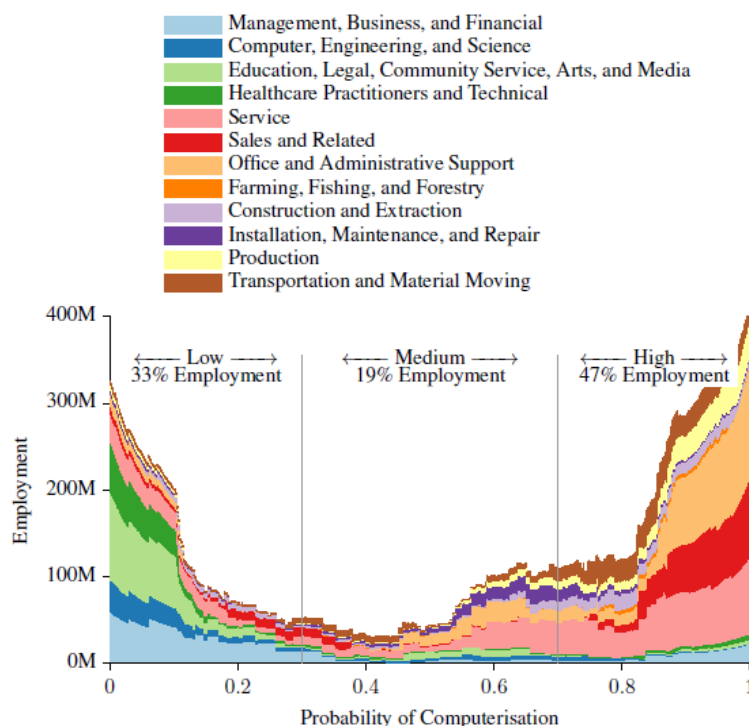 Management, Business, and Financial
Computer, Engineering, and Science
Education, Legal, Community Service, Arts, and Media
Healthcare Practitioners and Technical
Service
Sales and Related
Office and Administrative Support
Farming, Fishing, and Forestry
Construction and Extraction
Installation, Maintenance, and Repair
Production
Transportation and Material Moving
400M
Low Medium High
33% Employment 19% Employment 47% Employment
300M
200M
100M
0M
Employment
0 0.2 0.4 0.6 0.8 1
Probability of Computerisation